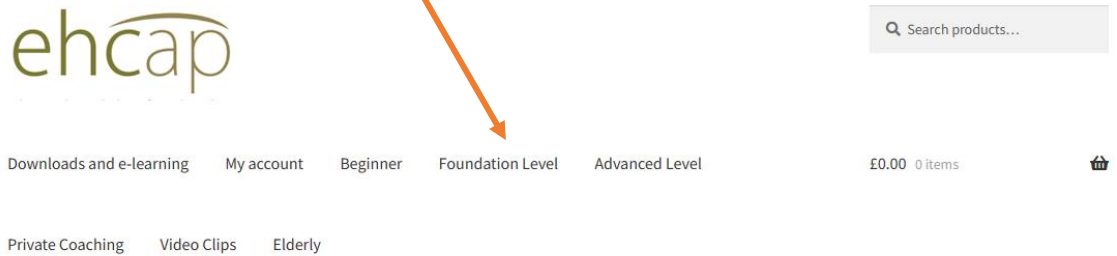 ehcap
Search products...
Downloads and e-learning My account Beginner Foundation Level Advanced Level £0.00 0 items
Private Coaching Video Clips Elderly